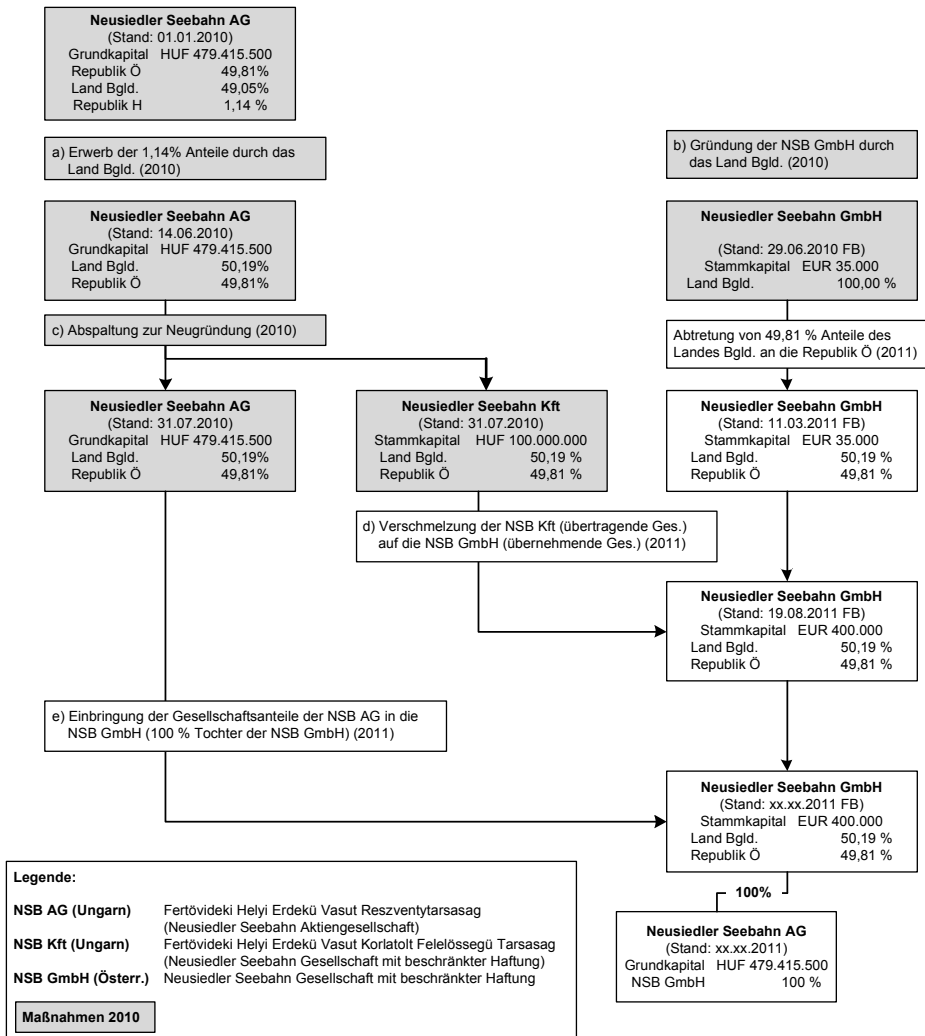 Neusiedler Seebahn AG
(Stand: 01.01.2010)
Grundkapital HUF 479.415.500
Republik Ö 49,81%
Land Bgld. 49,05%
Republik H 1,14 %
a) Erwerb der 1,14% Anteile durch das
Land Bgld. (2010)
b) Gründung der NSB GmbH durch
das Land Bgld. (2010)
Neusiedler Seebahn AG
(Stand: 14.06.2010)
Grundkapital HUF 479.415.500
Land Bgld. 50,19%
Republik Ö 49,81%
Neusiedler Seebahn GmbH
(Stand: 29.06.2010 FB)
Stammkapital EUR 35.000
Land Bgld. 100,00 %
c) Abspaltung zur Neugründung (2010)
Abtretung von 49,81 % Anteile des
Landes Bgld. an die Republik Ö (2011)
Neusiedler Seebahn AG
(Stand: 31.07.2010)
Grundkapital HUF 479.415.500
Land Bgld. 50,19%
Republik Ö 49,81%
Neusiedler Seebahn Kft
(Stand: 31.07.2010)
Stammkapital HUF 100.000.000
Land Bgld. 50,19 %
Republik Ö 49,81 %
Neusiedler Seebahn GmbH
(Stand: 11.03.2011 FB)
Stammkapital EUR 35.000
Land Bgld. 50,19 %
Republik Ö 49,81 %
d) Verschmelzung der NSB Kft (übertragende Ges.)
auf die NSB GmbH (übernehmende Ges.) (2011)
Neusiedler Seebahn GmbH
(Stand: 19.08.2011 FB)
Stammkapital EUR 400.000
Land Bgld. 50,19 %
Republik Ö 49,81 %
e) Einbringung der Gesellschaftsanteile der NSB AG in die
NSB GmbH (100 % Tochter der NSB GmbH) (2011)
Neusiedler Seebahn GmbH
(Stand: xx.xx.2011 FB)
Stammkapital EUR 400.000
Land Bgld. 50,19 %
Republik Ö 49,81 %
100%
Neusiedler Seebahn AG
(Stand: xx.xx.2011)
Grundkapital HUF 479.415.500
NSB GmbH 100 %
Legende:
NSB AG (Ungarn) Fertövideki Helyi Erdekü Vasut Reszventytarsasag
(Neusiedler Seebahn Aktiengesellschaft)
NSB Kft (Ungarn) Fertövideki Helyi Erdekü Vasut Korlatolt Felelössegü Tarsasag
(Neusiedler Seebahn Gesellschaft mit beschränkter Haftung)
NSB GmbH (Österr.) Neusiedler Seebahn Gesellschaft mit beschränkter Haftung
Maßnahmen 2010